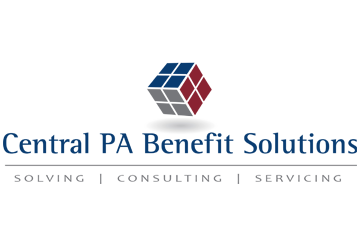 Central PA Benefit Solutions
SOLVING | CONSULTING | SERVICING